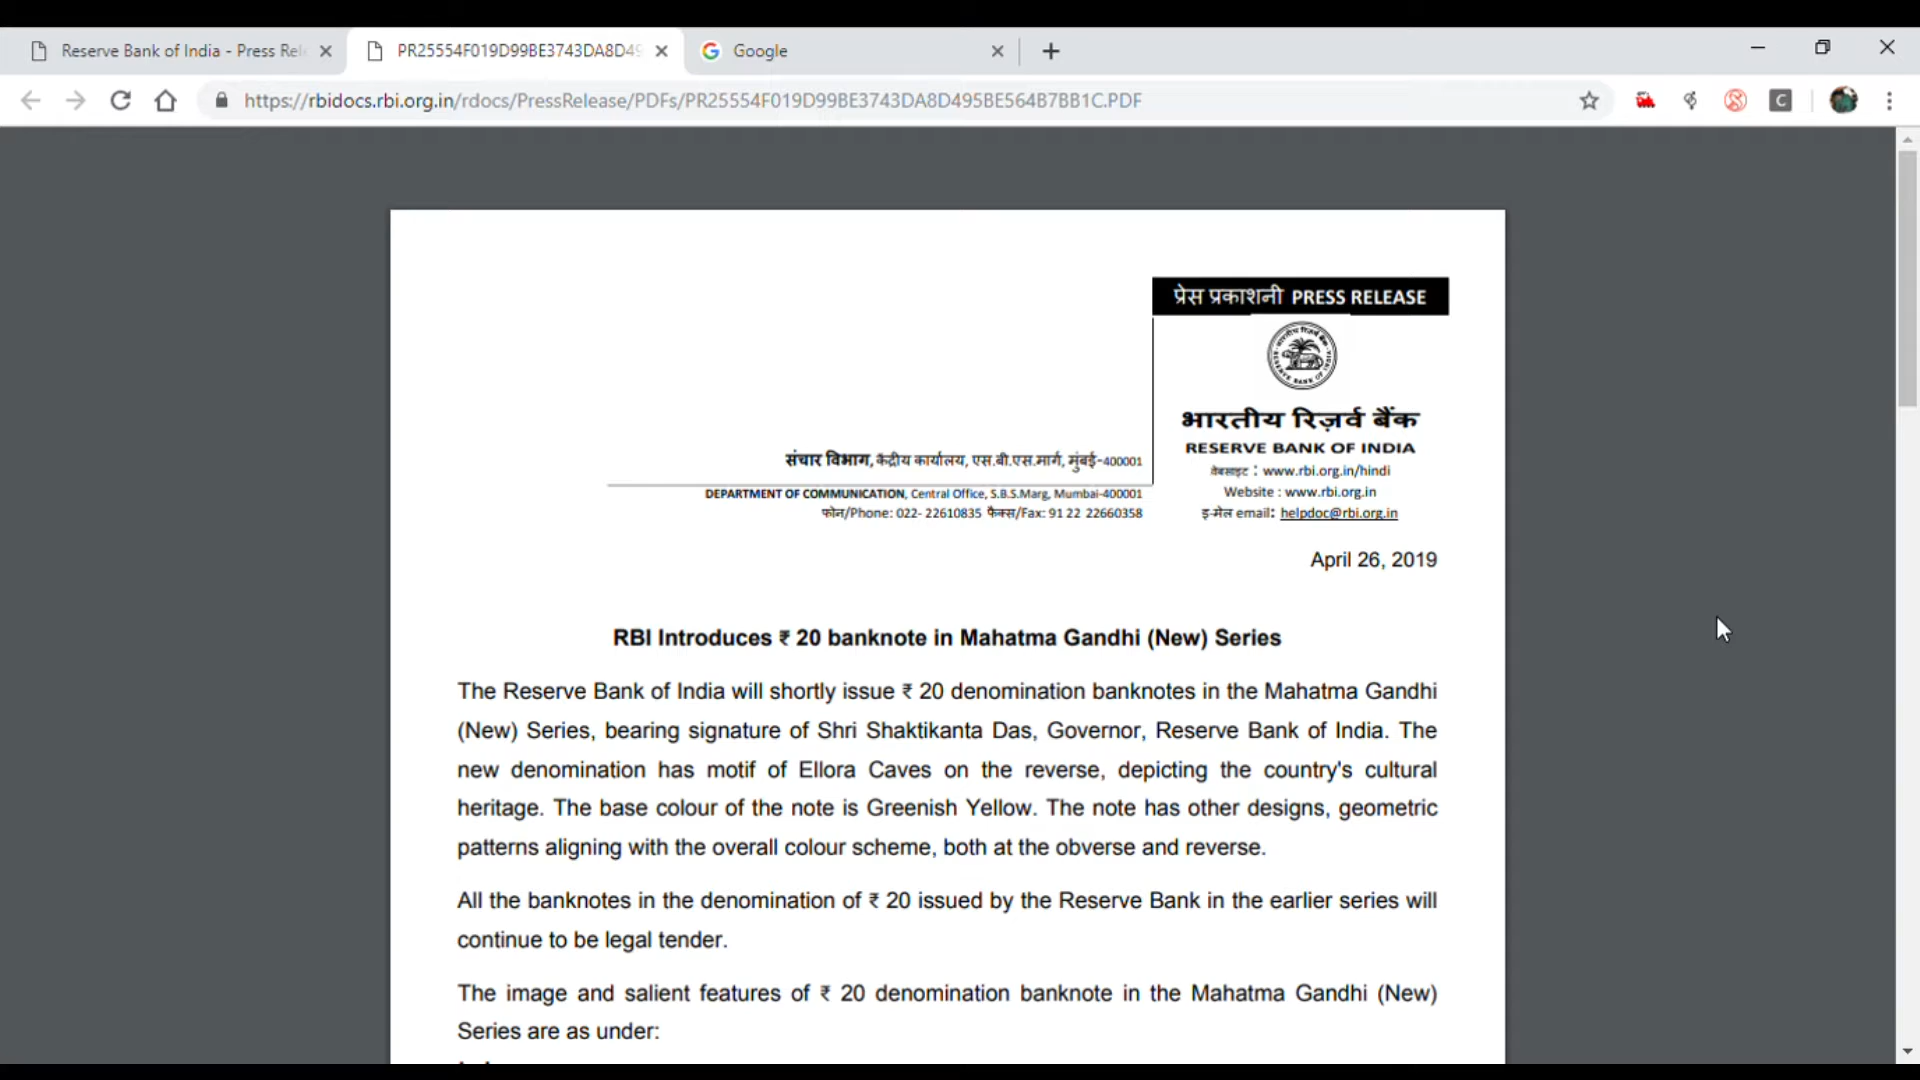 Reserve Bank of India - Press Rel
PR25554F019D99BE3743DA8D49
Google
https://rbidocs.rbi.org.in/rdocs/PressRelease/PDFs/PR25554F019D99BE3743DA8D495BE564B7BB1C.PDF
प्रेस प्रकाशनी PRESS RELEASE
भारतीय रिज़र्व बैंक
RESERVE BANK OF INDIA
वेबसाइट : www.rbi.org.in/hindi
Website : www.rbi.org.in
इ-मेल email: helpdoc@rbi.org.in
संचार विभाग, केंद्रीय कार्यालय, एस.बी.एस.मार्ग, मुंबई-400001
DEPARTMENT OF COMMUNICATION, Central Office, S.B.S.Marg, Mumbai-400001
फोन/Phone: 022- 22610835 फैक्स/Fax: 91 22 22660358
April 26, 2019
RBI Introduces ₹ 20 banknote in Mahatma Gandhi (New) Series
The Reserve Bank of India will shortly issue ₹ 20 denomination banknotes in the Mahatma Gandhi
(New) Series, bearing signature of Shri Shaktikanta Das, Governor, Reserve Bank of India. The
new denomination has motif of Ellora Caves on the reverse, depicting the country's cultural
heritage. The base colour of the note is Greenish Yellow. The note has other designs, geometric
patterns aligning with the overall colour scheme, both at the obverse and reverse.
All the banknotes in the denomination of ₹ 20 issued by the Reserve Bank in the earlier series will
continue to be legal tender.
The image and salient features of ₹ 20 denomination banknote in the Mahatma Gandhi (New)
Series are as under: